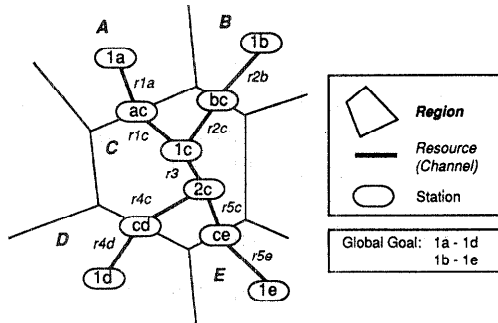 A
B
1a
1b
r1a
r2b
ac
bc
r1c
r2c
C
1c
r3
2c
r4c
r5c
D
cd
ce
r4d
r5e
E
1d
1e
Region
Resource
(Channel)
Station
Global Goal: 1a - 1d
1b - 1e